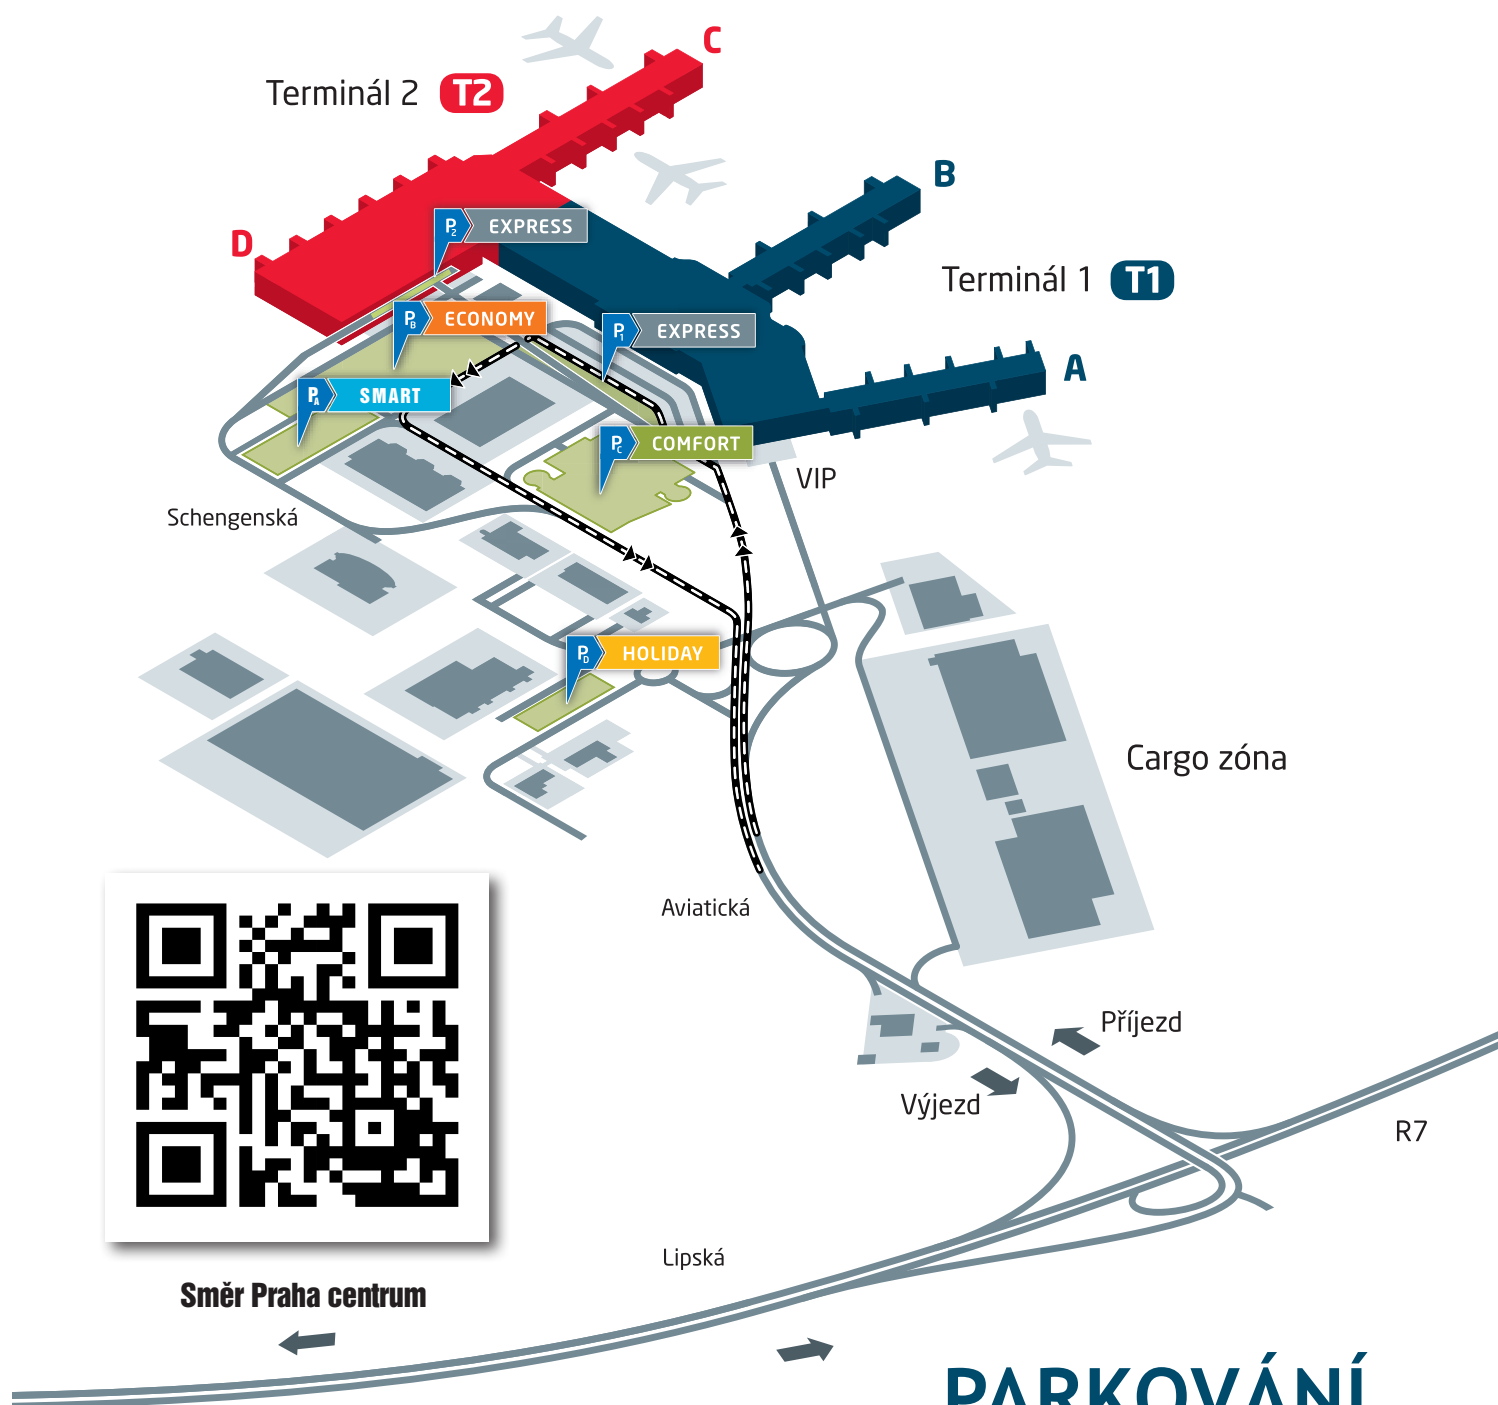 C
Terminál 2 T2
B
D
P2 EXPRESS
Terminál 1 T1
PB ECONOMY
P1 EXPRESS
A
PA SMART
PC COMFORT
VIP
Schengenská
PD HOLIDAY
Cargo zóna
Aviatická
Příjezd
Výjezd
R7
Lipská
Směr Praha centrum
PARKOVÁNÍ